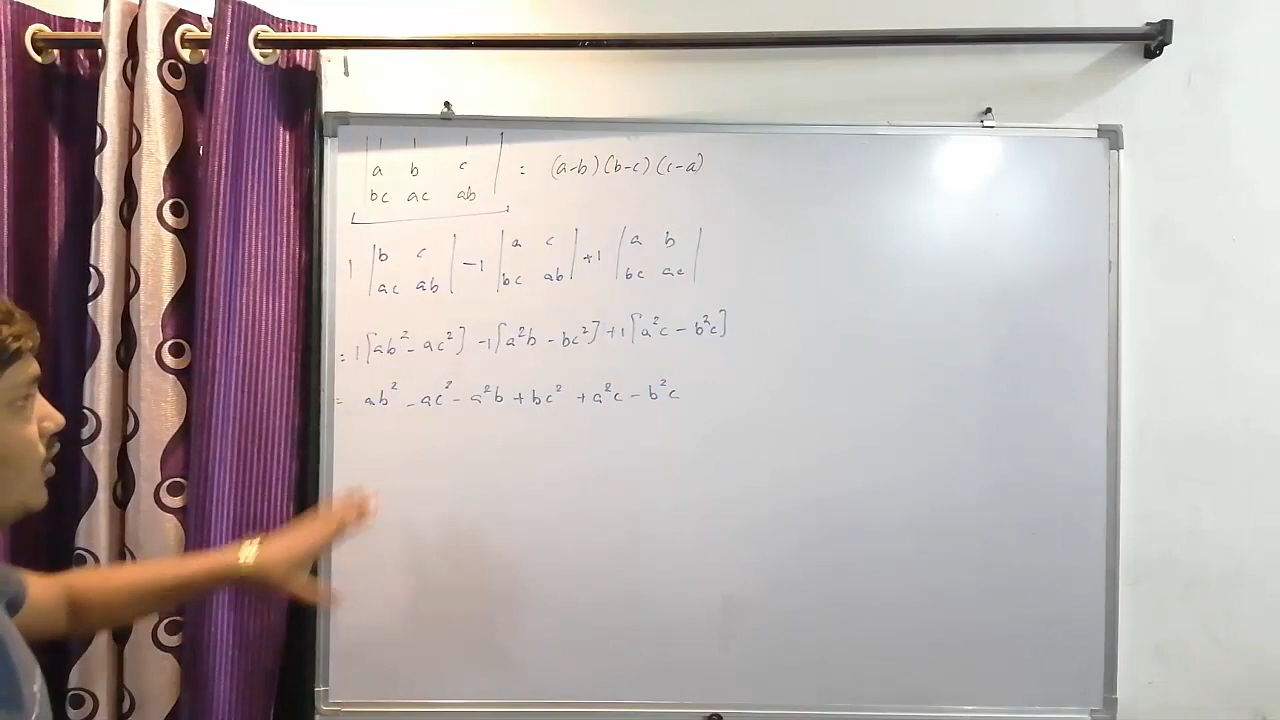 | 1 1 1 |
| a b c | = (a-b)(b-c)(c-a)
| bc ac ab |
1 | b c | -1 | a c | +1 | a b |
| ac ab | | bc ab | | bc ac |
= 1[ab² - ac²] -1[a²b - bc²] +1[a²c - b²c]
= ab² - ac² - a²b + bc² + a²c - b²c